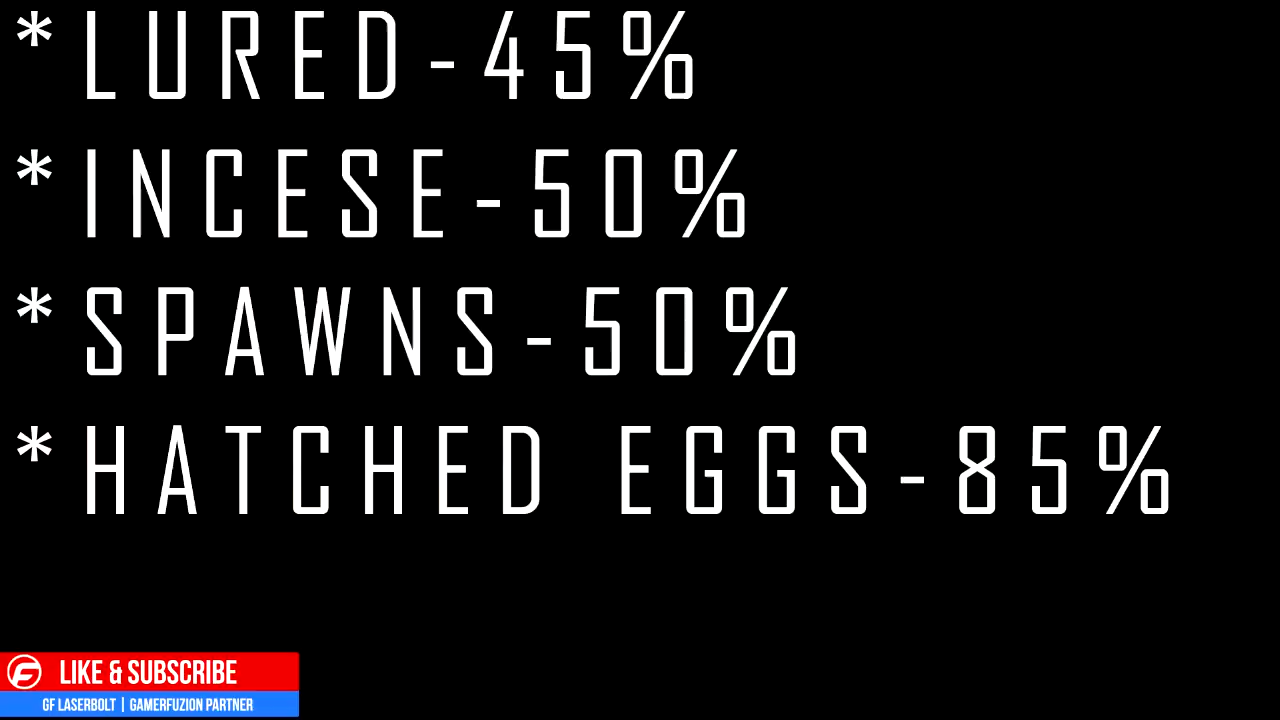 *LURED-45%
*INCESE-50%
*SPAWNS-50%
*HATCHED EGGS-85%
LIKE & SUBSCRIBE
GF LASERBOLT | GAMERFUZION PARTNER